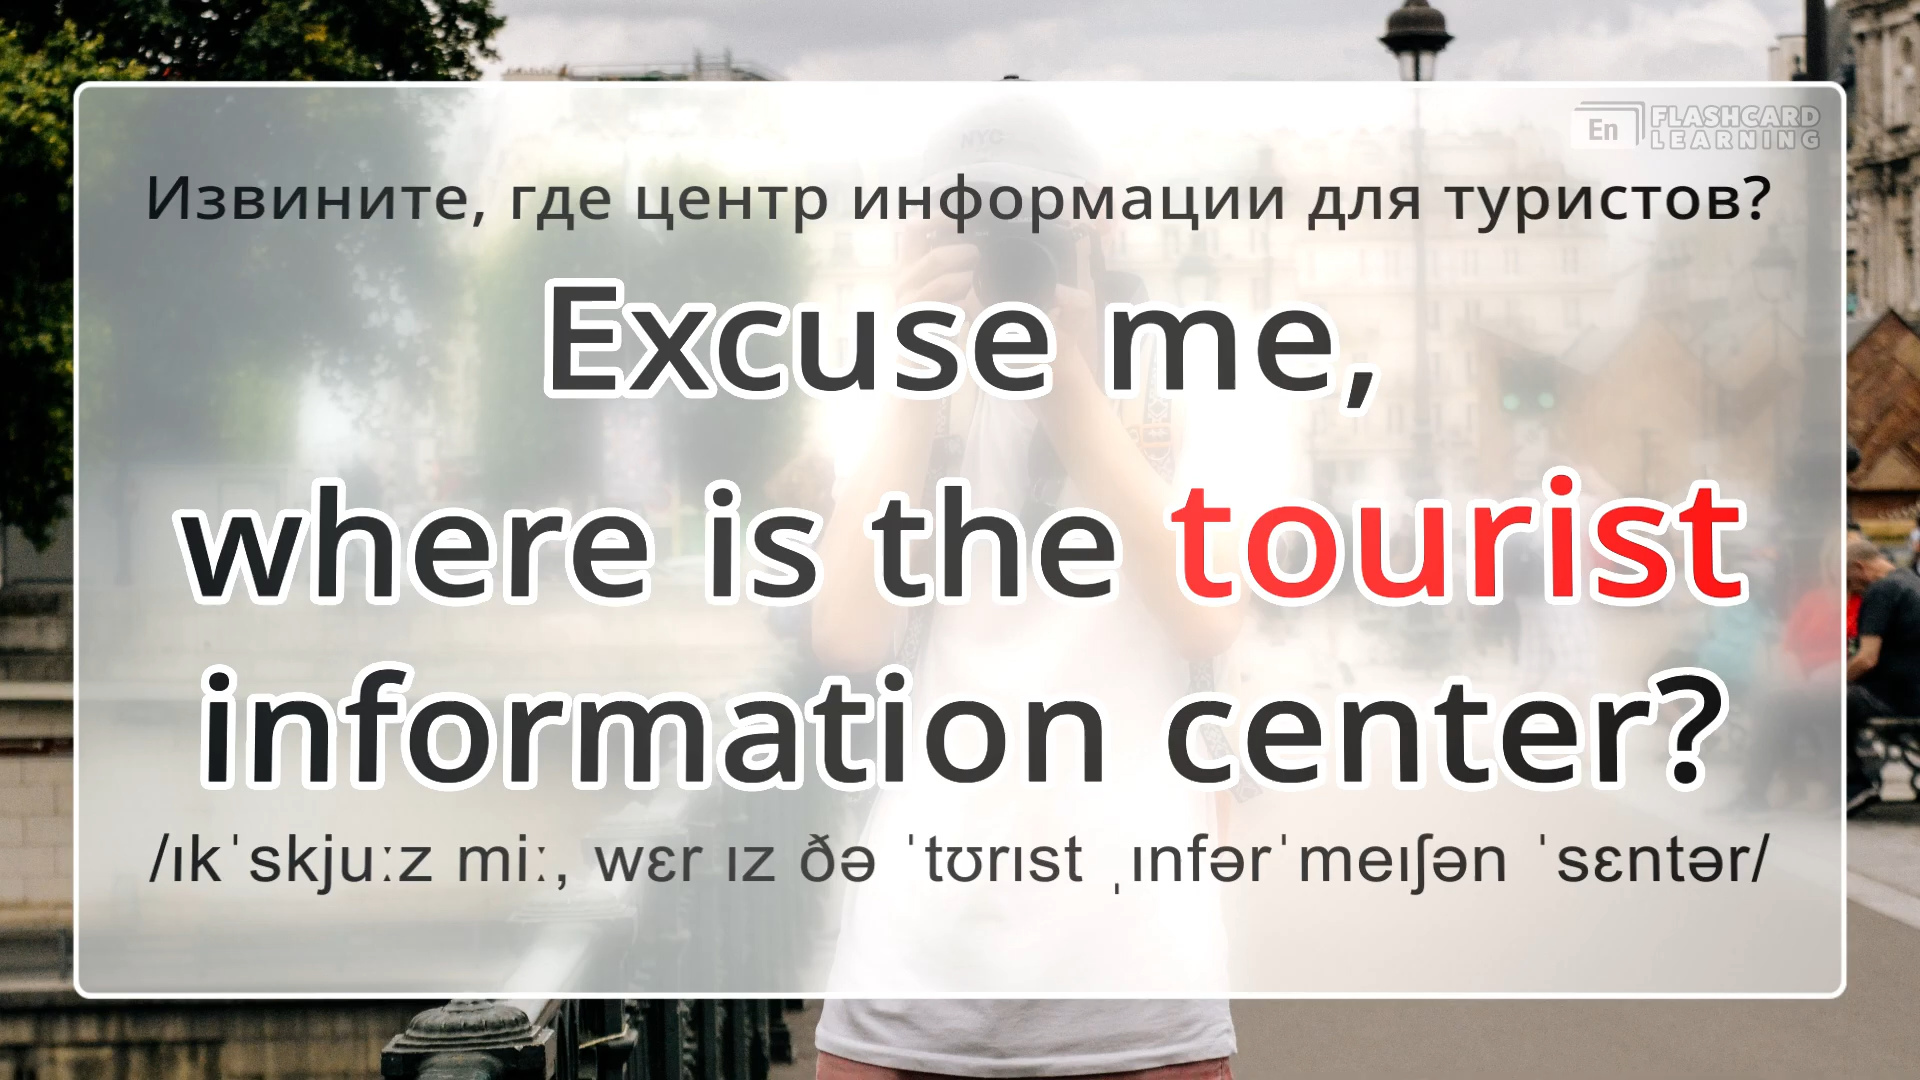 NYC
En
FLASHCARD
LEARNING
Извините, где центр информации для туристов?
Excuse me,
where is the tourist
information center?
/ɪkˈskjuːz miː, wɛr ɪz ðə ˈtʊrɪst ˌɪnfərˈmeɪʃən ˈsɛntər/